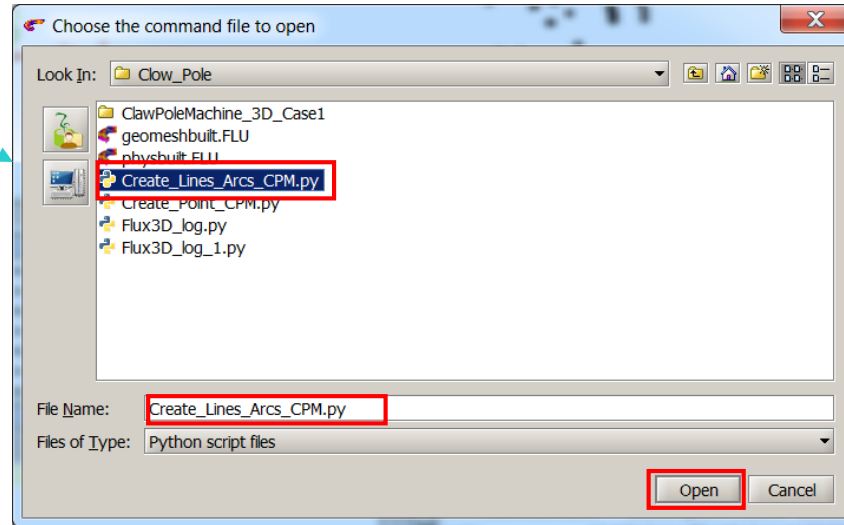 Choose the command file to open
Look In: Clow_Pole
ClawPoleMachine_3D_Case1
geomeshbuilt.FLU
physbuilt.FLU
Create_Lines_Arcs_CPM.py
Create_Point_CPM.py
Flux3D_log.py
Flux3D_log_1.py
File Name: Create_Lines_Arcs_CPM.py
Files of Type: Python script files
Open Cancel